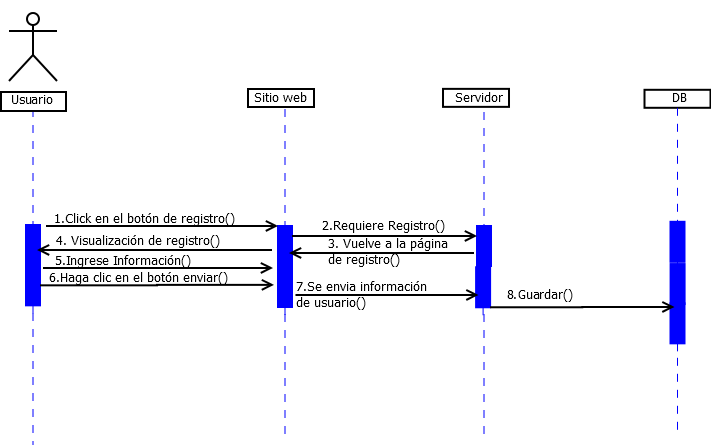 Usuario
Sitio web
Servidor
DB
1.Click en el botón de registro()
2.Requiere Registro()
4. Visualización de registro()
3. Vuelve a la página
de registro()
5.Ingrese Información()
6.Haga clic en el botón enviar()
7.Se envia información
de usuario()
8.Guardar()